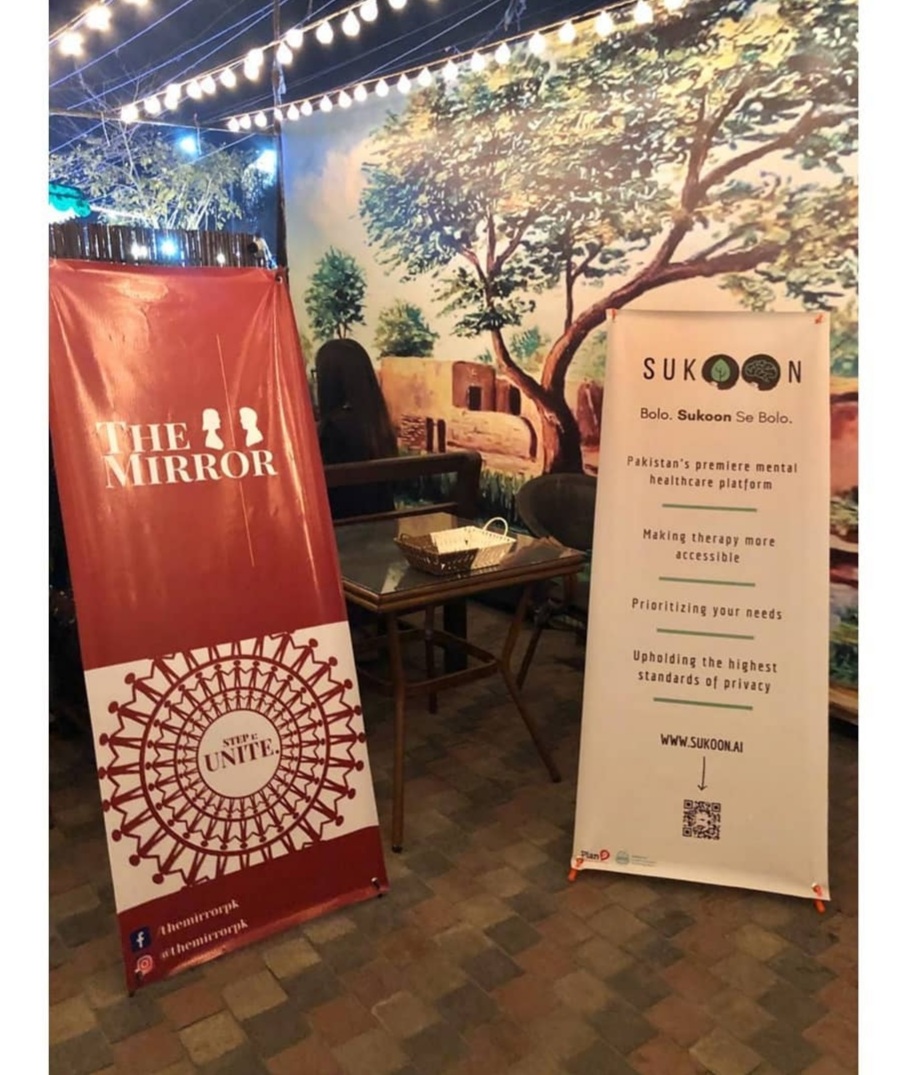 THE
MIRROR
STEP 1:
UNITE.
/themirrorpk
@themirrorpk
SUKOON
Bolo. Sukoon Se Bolo.
Pakistan's premiere mental
healthcare platform
Making therapy more
accessible
Prioritizing your needs
Upholding the highest
standards of privacy
WWW.SUKOON.AI
Plan9